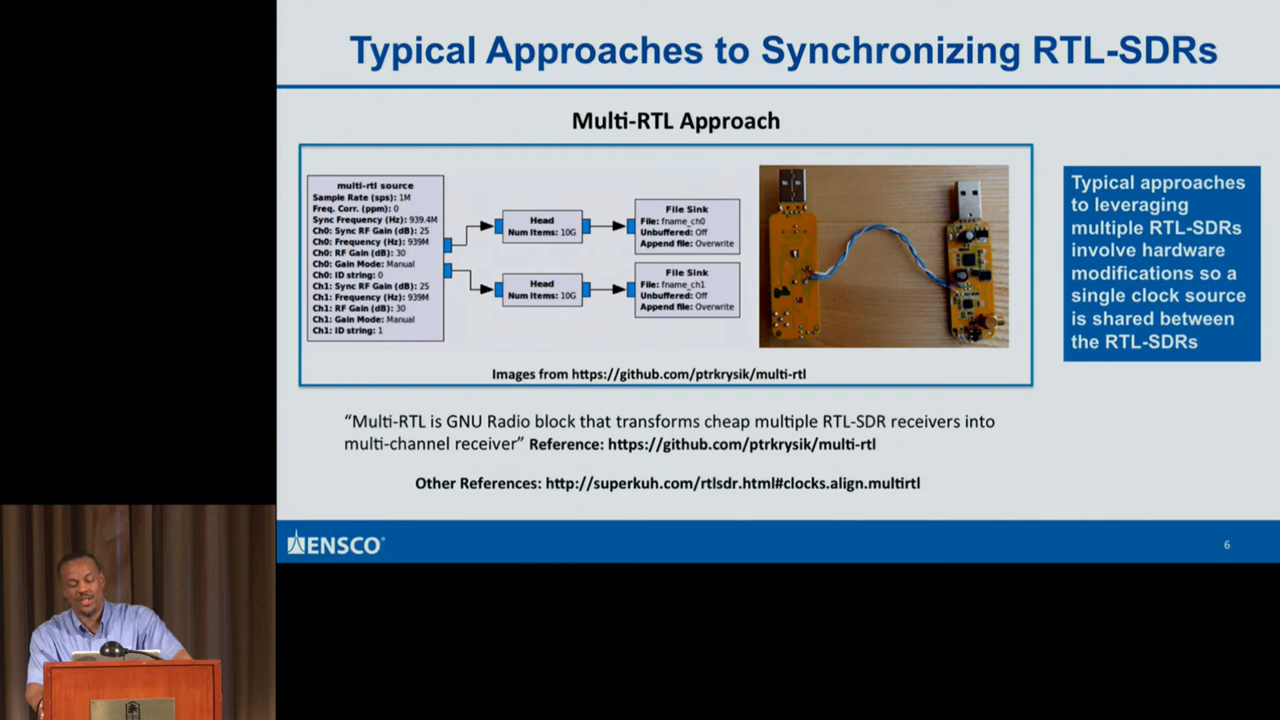 Typical Approaches to Synchronizing RTL-SDRs
Multi-RTL Approach
multi-rtl source
Sample Rate (sps): 1M
Freq. Corr. (ppm): 0
Sync Frequency (Hz): 939.4M
Ch0: Sync RF Gain (dB): 25
Ch0: Frequency (Hz): 939M
Ch0: RF Gain (dB): 30
Ch0: Gain Mode: Manual
Ch0: ID string: 0
Ch1: Sync RF Gain (dB): 25
Ch1: Frequency (Hz): 939M
Ch1: RF Gain (dB): 30
Ch1: Gain Mode: Manual
Ch1: ID string: 1
Head
Num Items: 10G
File Sink
File: fname_ch0
Unbuffered: Off
Append file: Overwrite
Head
Num Items: 10G
File Sink
File: fname_ch1
Unbuffered: Off
Append file: Overwrite
Images from https://github.com/ptrkrysik/multi-rtl
Typical approaches
to leveraging
multiple RTL-SDRs
involve hardware
modifications so a
single clock source
is shared between
the RTL-SDRs
“Multi-RTL is GNU Radio block that transforms cheap multiple RTL-SDR receivers into
multi-channel receiver” Reference: https://github.com/ptrkrysik/multi-rtl
Other References: http://superkuh.com/rtlsdr.html#clocks.align.multirtl
ENSCO®
6